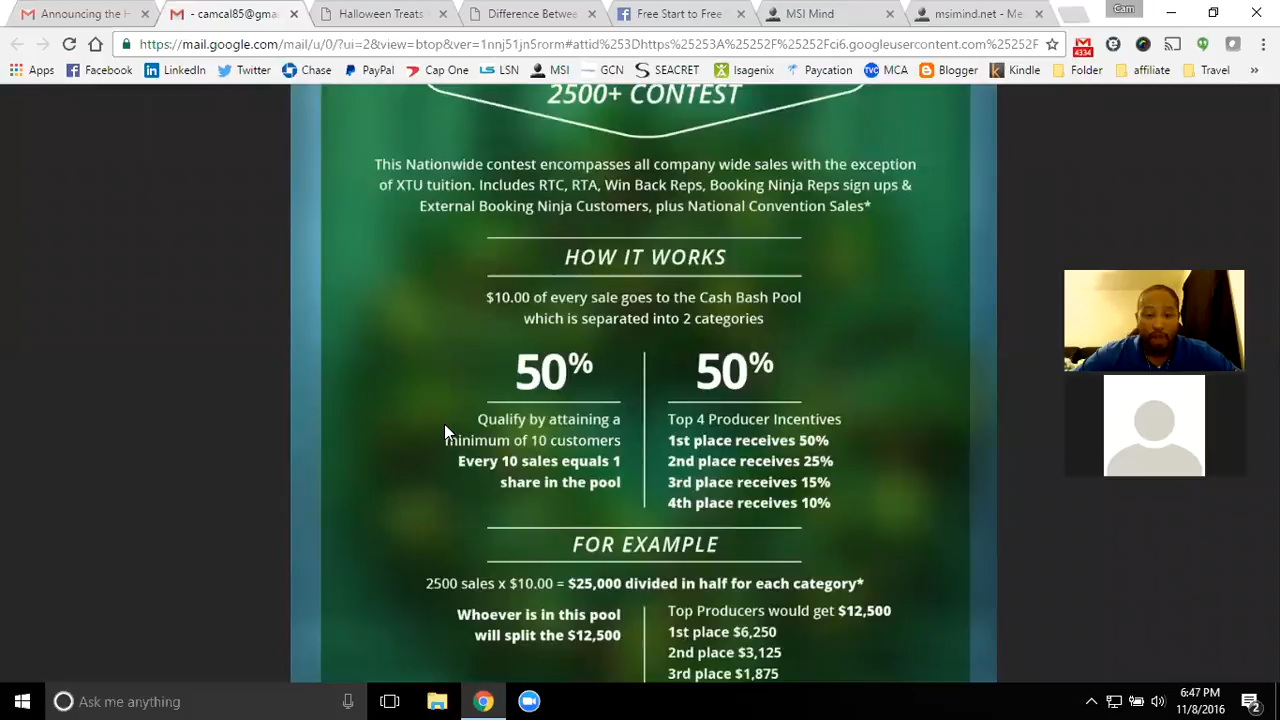 Announcing the H
- camcal85@gma
Halloween Treats
Difference Betwe
Free Start to Free
MSI Mind
msimind.net - Me
Cam
https://mail.google.com/mail/u/0/?ui=2&view=btop&ver=1nnj51jn5rorm#attid%253Dhttps%25253A%25252F%25252Fci6.googleusercontent.com%25252F
4334
Apps
Facebook
LinkedIn
Twitter
Chase
PayPal
Cap One
LSN
MSI
GCN
SEACRET
Isagenix
Paycation
TVC
MCA
Blogger
Kindle
Folder
affiliate
Travel
»
2500+ CONTEST
This Nationwide contest encompasses all company wide sales with the exception
of XTU tuition. Includes RTC, RTA, Win Back Reps, Booking Ninja Reps sign ups &
External Booking Ninja Customers, plus National Convention Sales*
HOW IT WORKS
$10.00 of every sale goes to the Cash Bash Pool
which is separated into 2 categories
50%
Qualify by attaining a
minimum of 10 customers
Every 10 sales equals 1
share in the pool
50%
Top 4 Producer Incentives
1st place receives 50%
2nd place receives 25%
3rd place receives 15%
4th place receives 10%
FOR EXAMPLE
2500 sales x $10.00 = $25,000 divided in half for each category*
Whoever is in this pool
will split the $12,500
Top Producers would get $12,500
1st place $6,250
2nd place $3,125
3rd place $1,875
Ask me anything
6:47 PM
11/8/2016
2